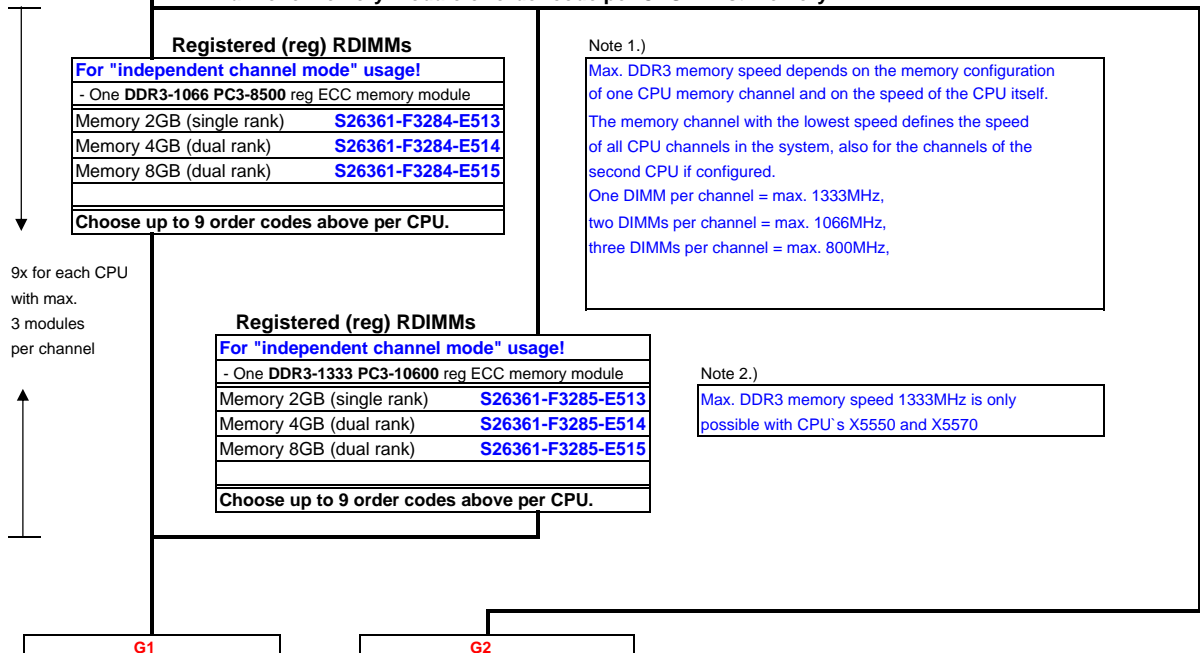 Registered (reg) RDIMMs
For "independent channel mode" usage!
- One DDR3-1066 PC3-8500 reg ECC memory module
Memory 2GB (single rank) S26361-F3284-E513
Memory 4GB (dual rank) S26361-F3284-E514
Memory 8GB (dual rank) S26361-F3284-E515
Choose up to 9 order codes above per CPU.
Note 1.)
Max. DDR3 memory speed depends on the memory configuration
of one CPU memory channel and on the speed of the CPU itself.
The memory channel with the lowest speed defines the speed
of all CPU channels in the system, also for the channels of the
second CPU if configured.
One DIMM per channel = max. 1333MHz,
two DIMMs per channel = max. 1066MHz,
three DIMMs per channel = max. 800MHz,
9x for each CPU
with max.
3 modules
per channel
Registered (reg) RDIMMs
For "independent channel mode" usage!
- One DDR3-1333 PC3-10600 reg ECC memory module
Memory 2GB (single rank) S26361-F3285-E513
Memory 4GB (dual rank) S26361-F3285-E514
Memory 8GB (dual rank) S26361-F3285-E515
Choose up to 9 order codes above per CPU.
Note 2.)
Max. DDR3 memory speed 1333MHz is only
possible with CPU`s X5550 and X5570
G1
G2